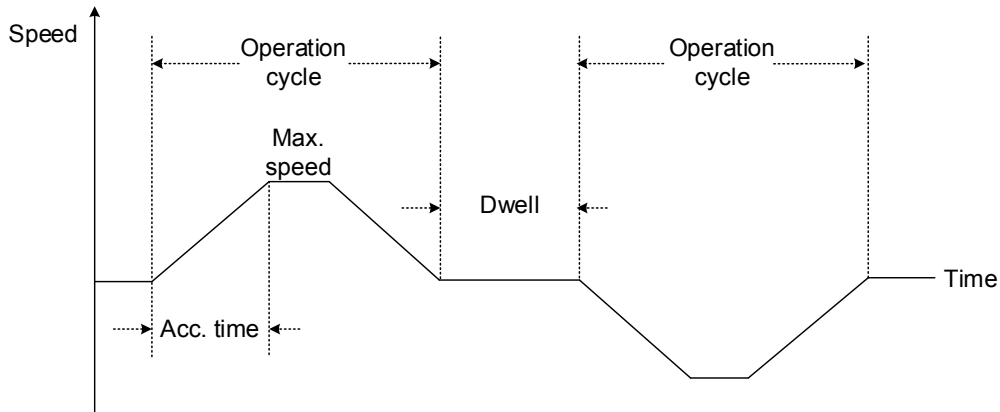 Speed
Operation
cycle
Operation
cycle
Max.
speed
Dwell
Time
Acc. time